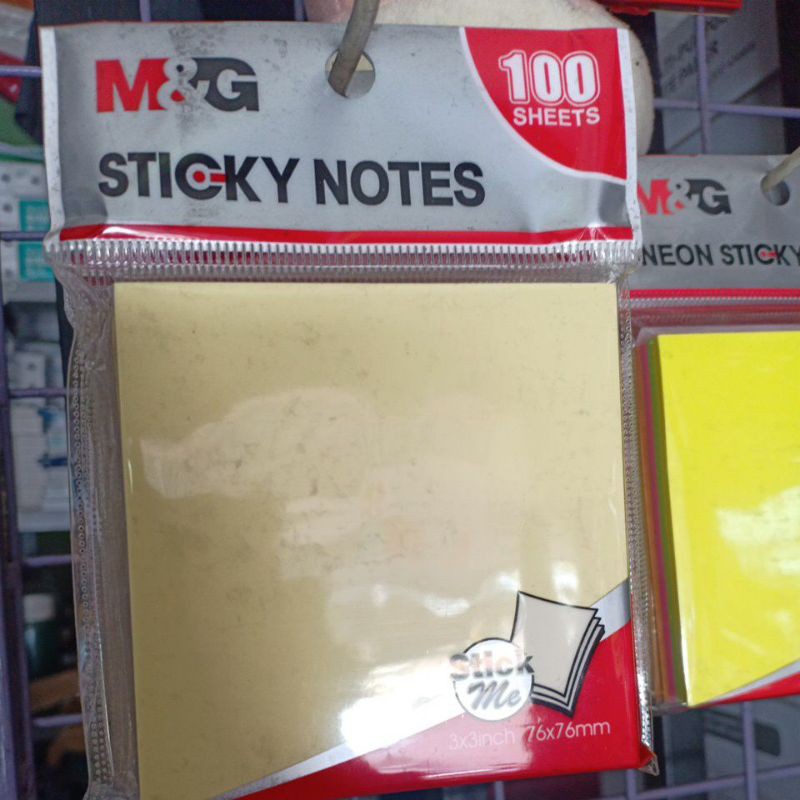 M&G
100
SHEETS
STICKY NOTES
Stick
Me
3x3inch 76x76mm
M&G
NEON STICKY